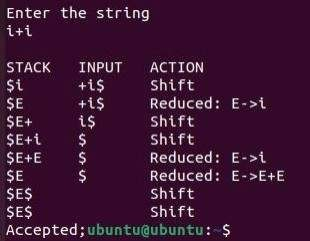 Enter the string
i+i
STACK INPUT ACTION
$i +i$ Shift
$E +i$ Reduced: E->i
$E+ i$ Shift
$E+i $ Shift
$E+E $ Reduced: E->i
$E $ Reduced: E->E+E
$E$ Shift
$E$ Shift
Accepted;ubuntu@ubuntu:~$